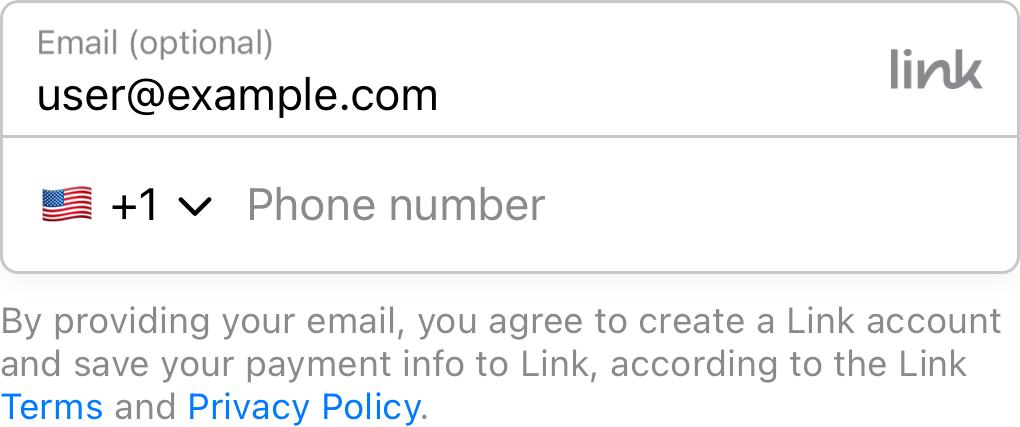 Email (optional)
user@example.com
link
+1
Phone number
By providing your email, you agree to create a Link account
and save your payment info to Link, according to the Link
Terms and Privacy Policy.